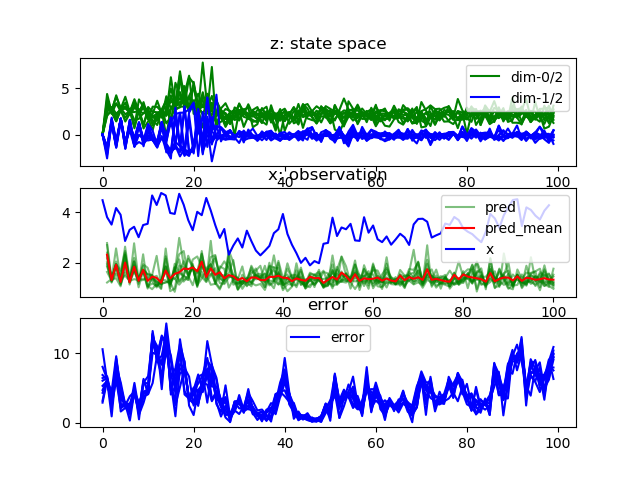 z: state space
5
0
dim-0/2
dim-1/2
0 20 40 60 80 100
x: observation
4
2
pred
pred_mean
x
0 20 40 60 80 100
error
10
0
error
0 20 40 60 80 100